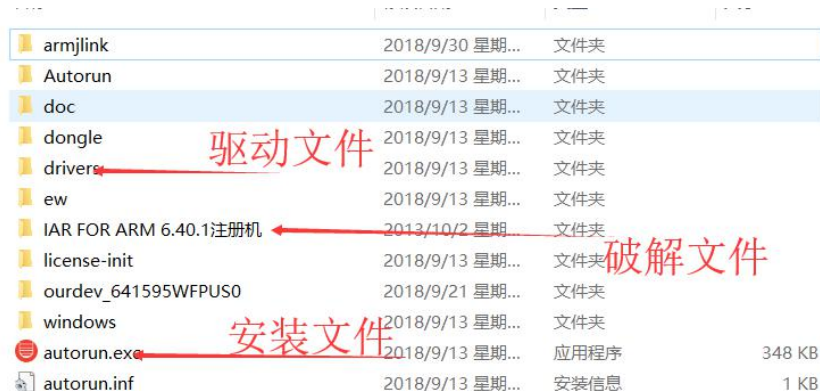 armjlink 2018/9/30 星期... 文件夹
Autorun 2018/9/13 星期... 文件夹
doc 2018/9/13 星期... 文件夹
dongle 2018/9/13 星期... 文件夹
驱动文件
drivers 2018/9/13 星期... 文件夹
ew 2018/9/13 星期... 文件夹
IAR FOR ARM 6.40.1注册机 2013/10/2 星期... 文件夹
破解文件
license-init 2018/9/13 星期... 文件夹
ourdev_641595WFPUS0 2018/9/21 星期... 文件夹
windows 2018/9/13 星期... 文件夹
安装文件
autorun.exe 2018/9/13 星期... 应用程序 348 KB
autorun.inf 2018/9/13 星期... 安装信息 1 KB